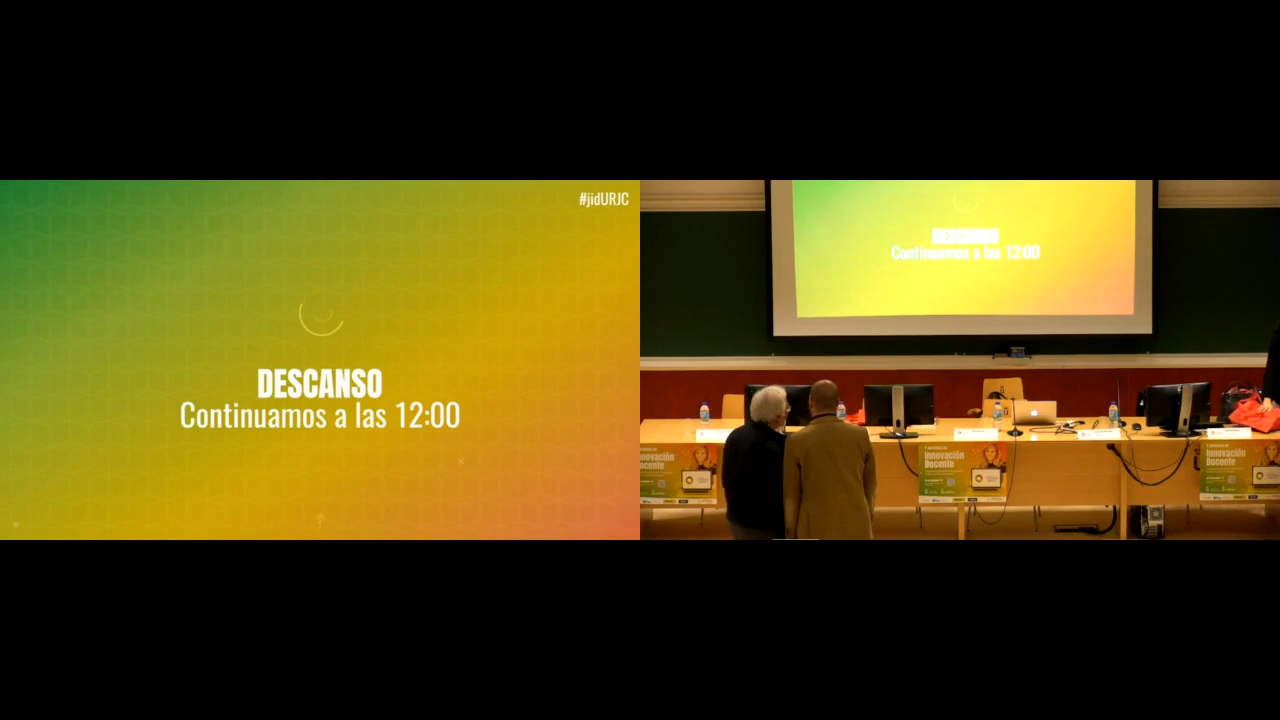 #jidURJC
DESCANSO
Continuamos a las 12:00
DESCANSO
Continuamos a las 12:00
Innovación
Docente
Innovación
Docente
Innovación
Docente